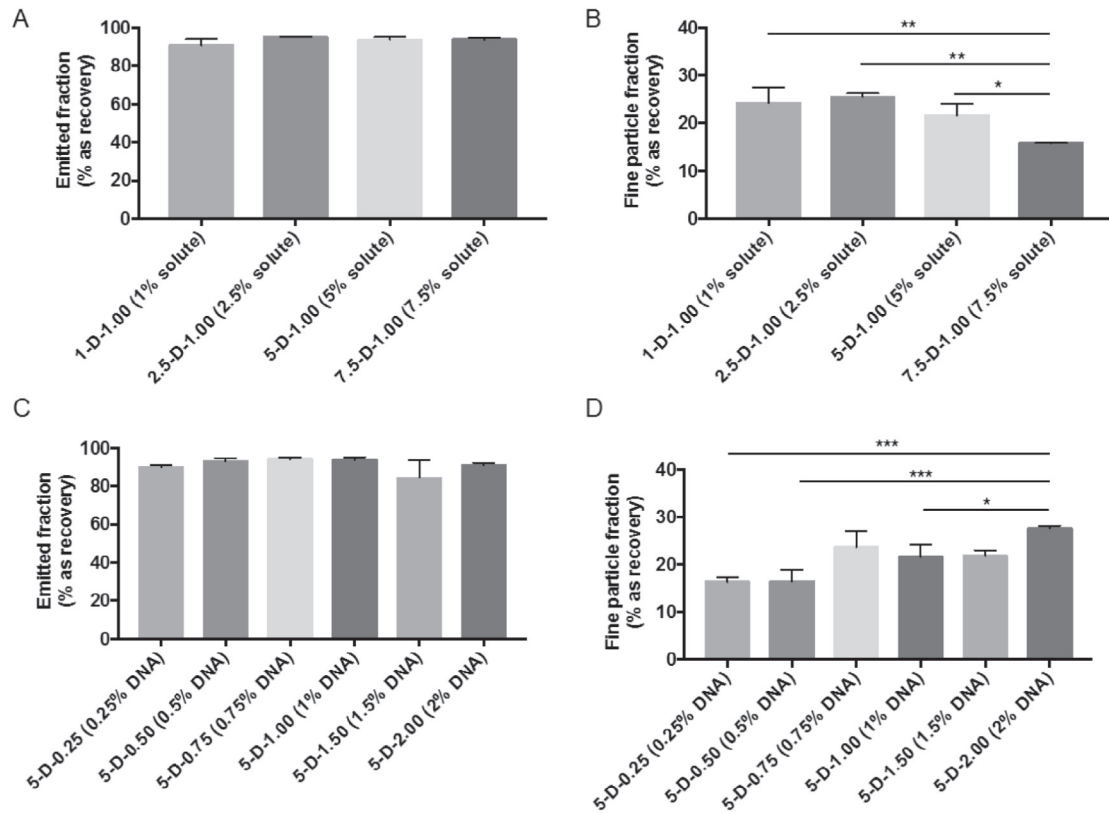 A
Emitted fraction
(% as recovery)
100
80
60
40
20
0
1-D-1.00 (1% solute)
2.5-D-1.00 (2.5% solute)
5-D-1.00 (5% solute)
7.5-D-1.00 (7.5% solute)
B
Fine particle fraction
(% as recovery)
40
30
20
10
0
**
**
*
1-D-1.00 (1% solute)
2.5-D-1.00 (2.5% solute)
5-D-1.00 (5% solute)
7.5-D-1.00 (7.5% solute)
C
Emitted fraction
(% as recovery)
100
80
60
40
20
0
5-D-0.25 (0.25% DNA)
5-D-0.50 (0.5% DNA)
5-D-0.75 (0.75% DNA)
5-D-1.00 (1% DNA)
5-D-1.50 (1.5% DNA)
5-D-2.00 (2% DNA)
D
Fine particle fraction
(% as recovery)
40
30
20
10
0
***
***
*
5-D-0.25 (0.25% DNA)
5-D-0.50 (0.5% DNA)
5-D-0.75 (0.75% DNA)
5-D-1.00 (1% DNA)
5-D-1.50 (1.5% DNA)
5-D-2.00 (2% DNA)